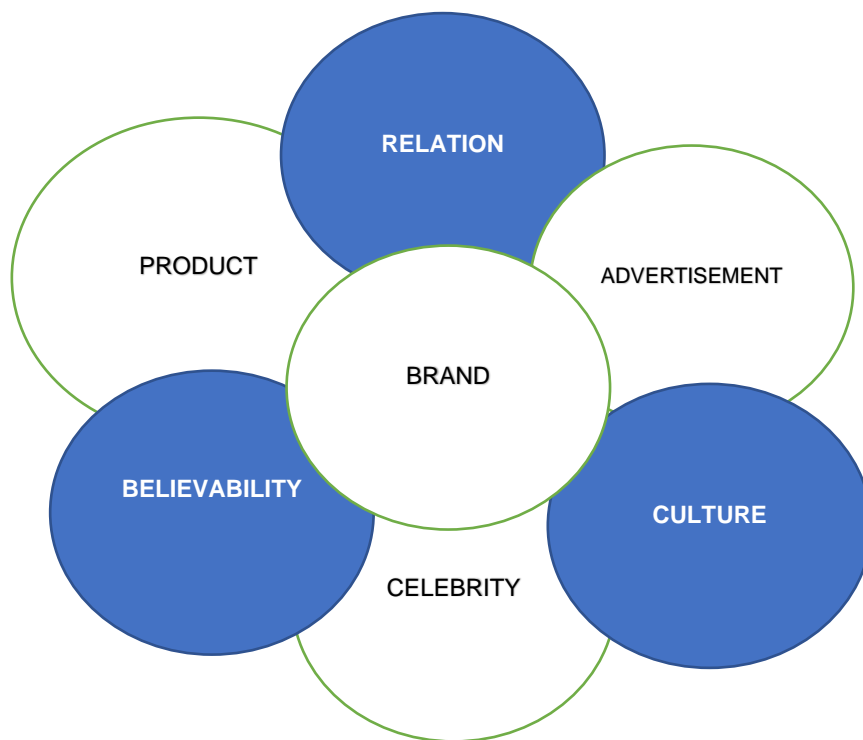 RELATION
PRODUCT
ADVERTISEMENT
BRAND
BELIEVABILITY
CULTURE
CELEBRITY